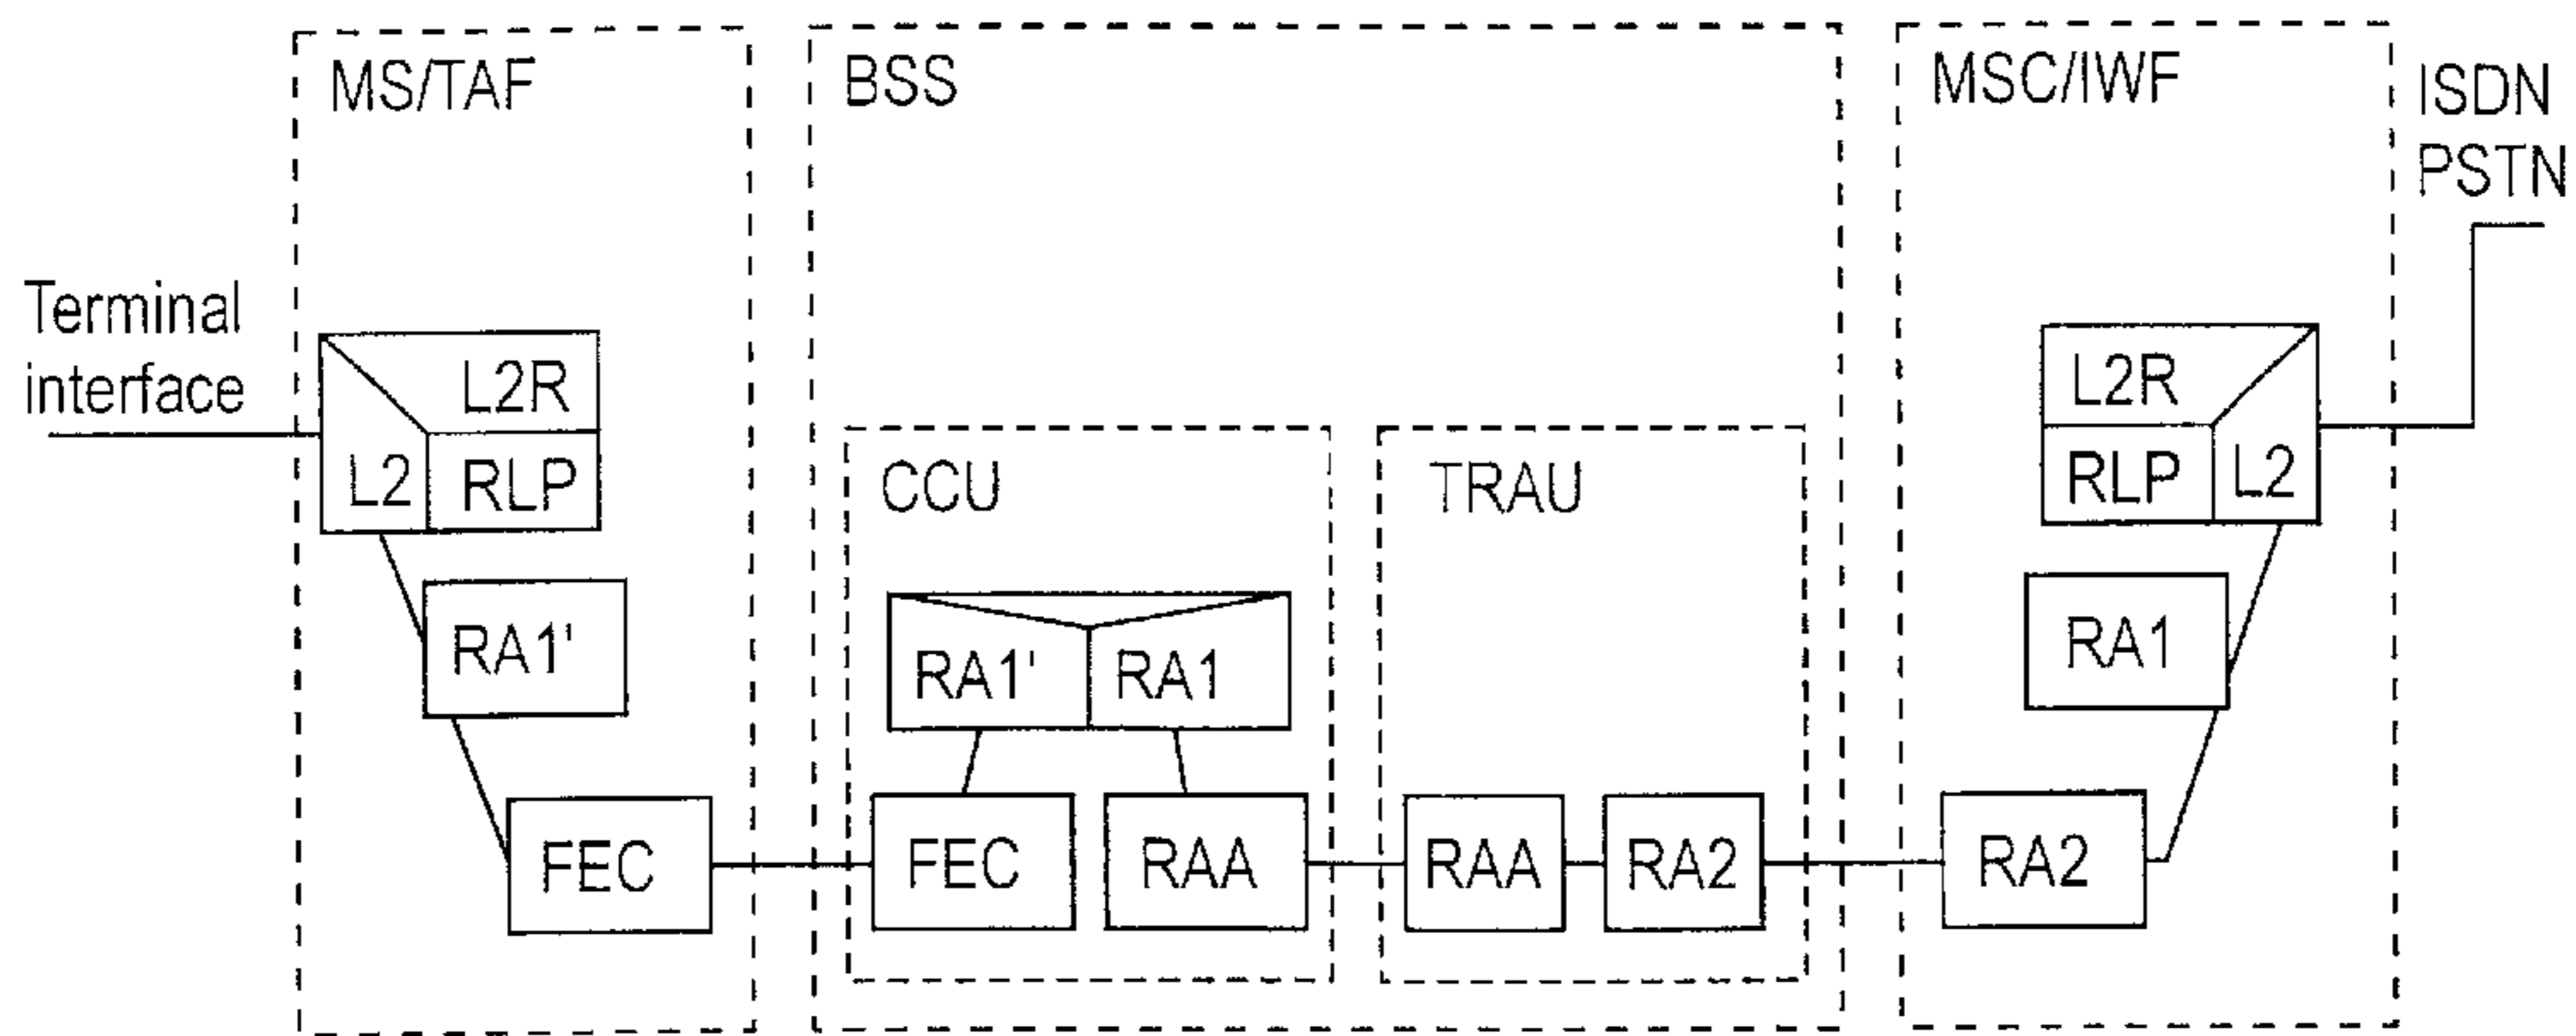 MS/TAF
BSS
MSC/IWF
ISDN
PSTN
Terminal
interface
L2R
L2
RLP
RA1'
FEC
CCU
RA1'
RA1
FEC
RAA
TRAU
RAA
RA2
L2R
RLP
L2
RA1
RA2